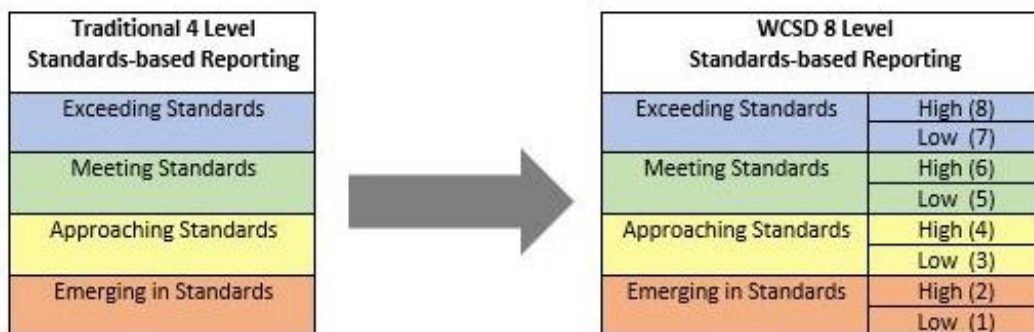 Traditional 4 Level
Standards-based Reporting
Exceeding Standards
Meeting Standards
Approaching Standards
Emerging in Standards
WCSD 8 Level
Standards-based Reporting
Exceeding Standards
High (8)
Low (7)
Meeting Standards
High (6)
Low (5)
Approaching Standards
High (4)
Low (3)
Emerging in Standards
High (2)
Low (1)